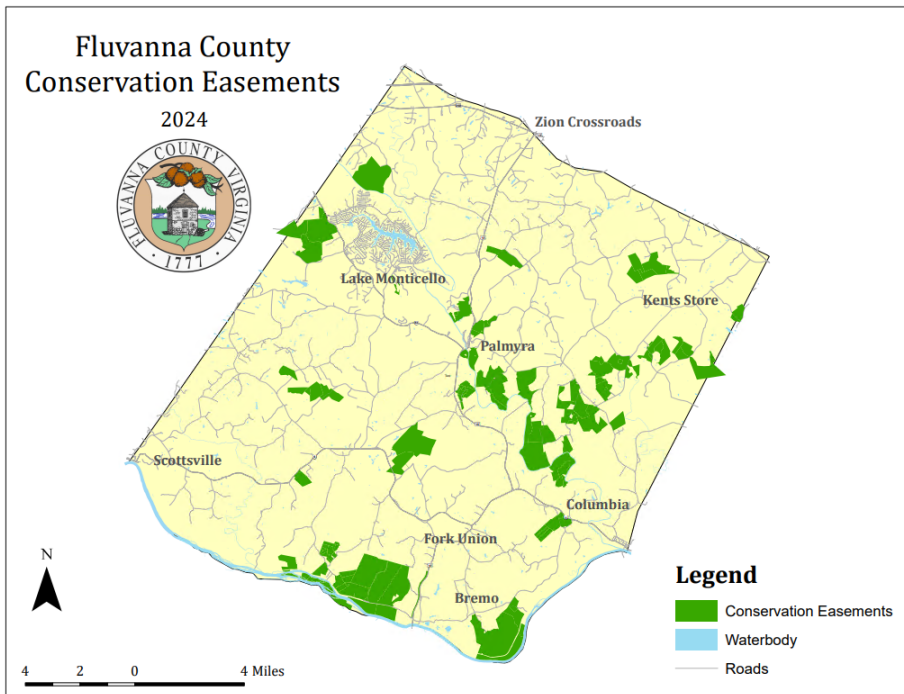 Fluvanna County
Conservation Easements
2024
FLUVANNA COUNTY VIRGINIA
· 1777 ·
Zion Crossroads
Lake Monticello
Kents Store
Palmyra
Scottsville
Columbia
Fork Union
Bremo
N
4 2 0 4 Miles
Legend
Conservation Easements
Waterbody
Roads